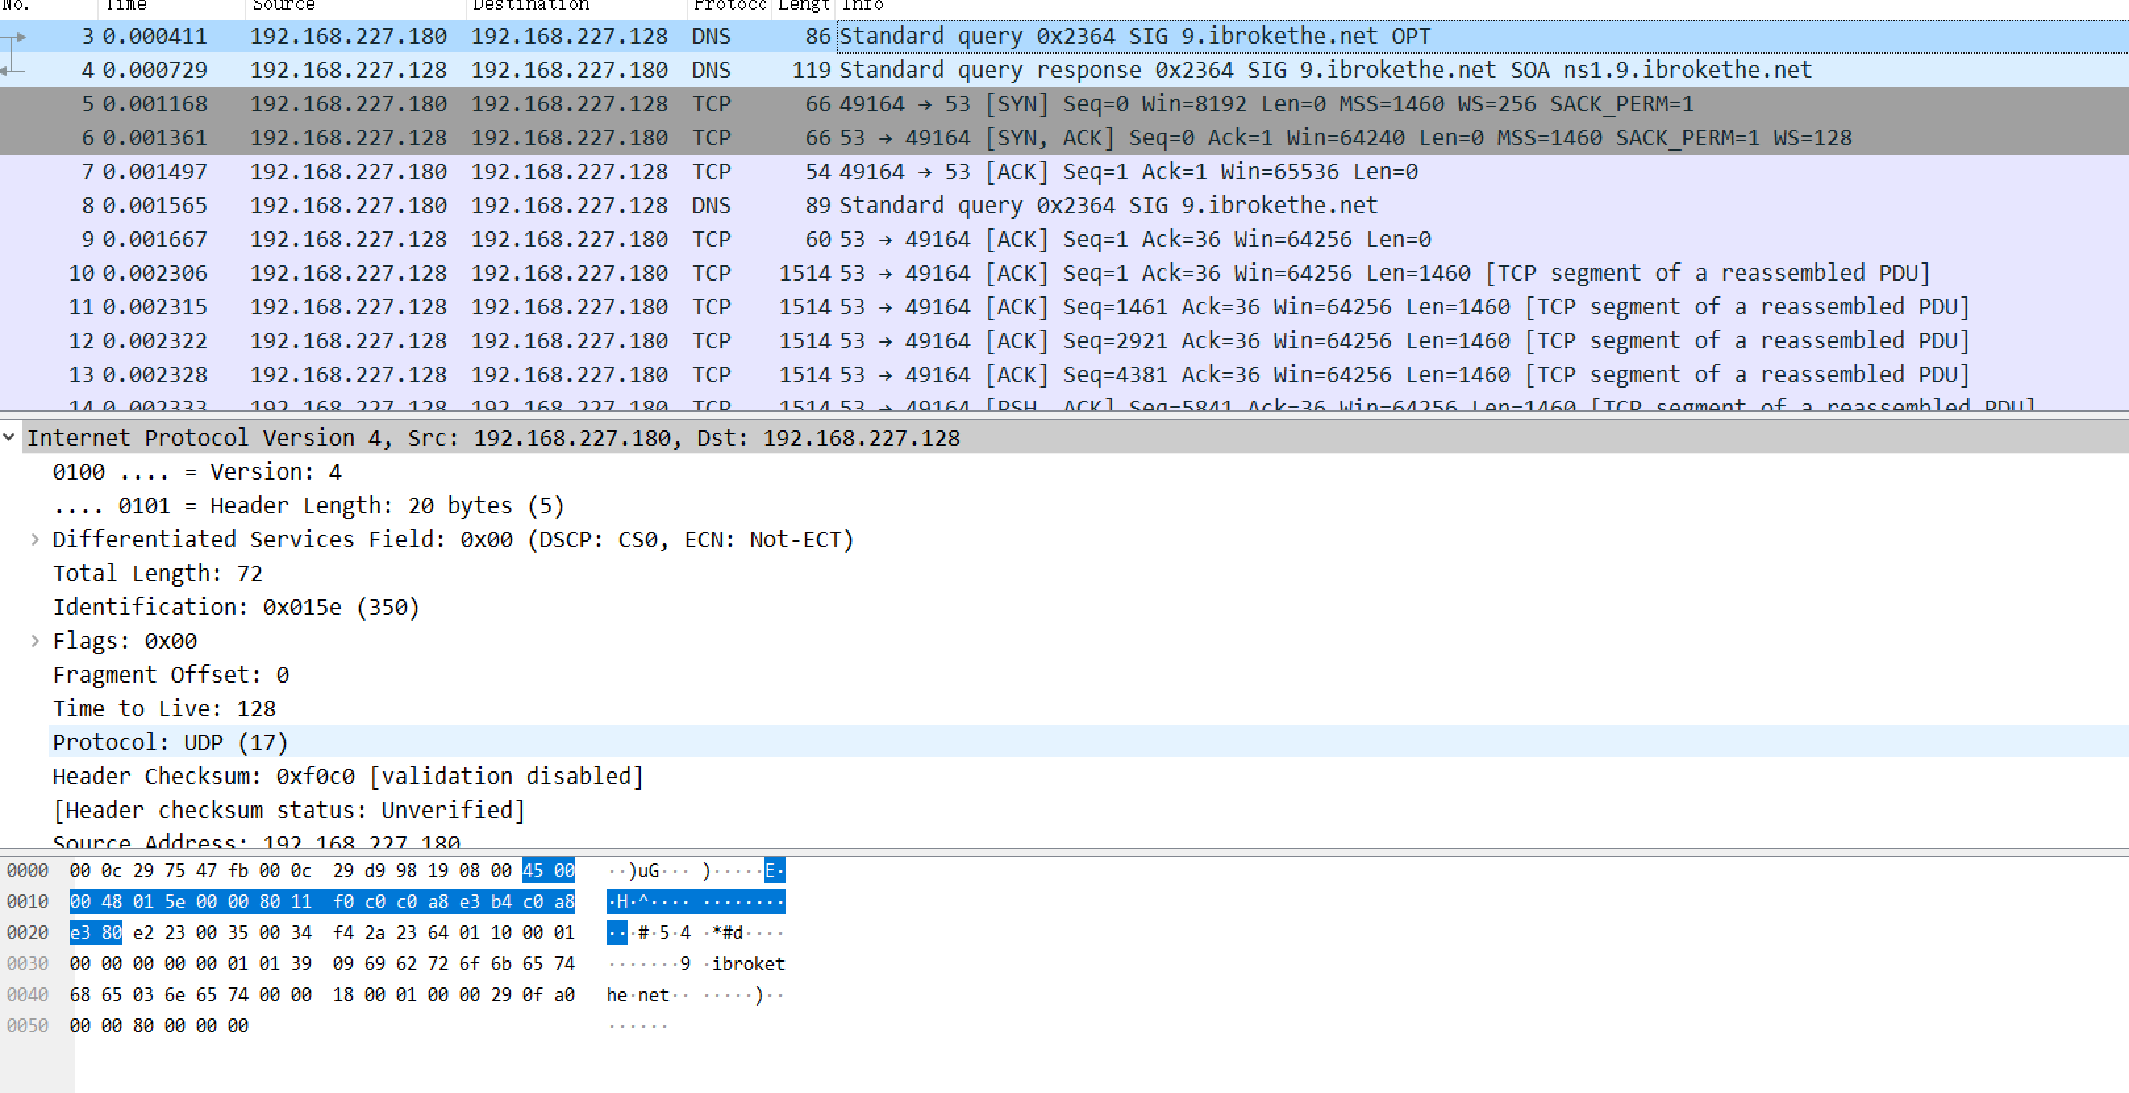 No. Time Source Destination Protocc Lengt Info
3 0.000411 192.168.227.180 192.168.227.128 DNS 86 Standard query 0x2364 SIG 9.ibrokethe.net OPT
4 0.000729 192.168.227.128 192.168.227.180 DNS 119 Standard query response 0x2364 SIG 9.ibrokethe.net SOA ns1.9.ibrokethe.net
5 0.001168 192.168.227.180 192.168.227.128 TCP 66 49164 → 53 [SYN] Seq=0 Win=8192 Len=0 MSS=1460 WS=256 SACK_PERM=1
6 0.001361 192.168.227.128 192.168.227.180 TCP 66 53 → 49164 [SYN, ACK] Seq=0 Ack=1 Win=64240 Len=0 MSS=1460 SACK_PERM=1 WS=128
7 0.001497 192.168.227.180 192.168.227.128 TCP 54 49164 → 53 [ACK] Seq=1 Ack=1 Win=65536 Len=0
8 0.001565 192.168.227.180 192.168.227.128 DNS 89 Standard query 0x2364 SIG 9.ibrokethe.net
9 0.001667 192.168.227.128 192.168.227.180 TCP 60 53 → 49164 [ACK] Seq=1 Ack=36 Win=64256 Len=0
10 0.002306 192.168.227.128 192.168.227.180 TCP 1514 53 → 49164 [ACK] Seq=1 Ack=36 Win=64256 Len=1460 [TCP segment of a reassembled PDU]
11 0.002315 192.168.227.128 192.168.227.180 TCP 1514 53 → 49164 [ACK] Seq=1461 Ack=36 Win=64256 Len=1460 [TCP segment of a reassembled PDU]
12 0.002322 192.168.227.128 192.168.227.180 TCP 1514 53 → 49164 [ACK] Seq=2921 Ack=36 Win=64256 Len=1460 [TCP segment of a reassembled PDU]
13 0.002328 192.168.227.128 192.168.227.180 TCP 1514 53 → 49164 [ACK] Seq=4381 Ack=36 Win=64256 Len=1460 [TCP segment of a reassembled PDU]
14 0.002333 192.168.227.128 192.168.227.180 TCP 1514 53 → 49164 [PSH, ACK] Seq=5841 Ack=36 Win=64256 Len=1460 [TCP segment of a reassembled PDU]
Internet Protocol Version 4, Src: 192.168.227.180, Dst: 192.168.227.128
0100 .... = Version: 4
.... 0101 = Header Length: 20 bytes (5)
Differentiated Services Field: 0x00 (DSCP: CS0, ECN: Not-ECT)
Total Length: 72
Identification: 0x015e (350)
Flags: 0x00
Fragment Offset: 0
Time to Live: 128
Protocol: UDP (17)
Header Checksum: 0xf0c0 [validation disabled]
[Header checksum status: Unverified]
Source Address: 192.168.227.180
0000 00 0c 29 75 47 fb 00 0c 29 d9 98 19 08 00 45 00 ··)uG··· )·····E·
0010 00 48 01 5e 00 00 80 11 f0 c0 c0 a8 e3 b4 c0 a8 ·H·^···· ········
0020 e3 80 e2 23 00 35 00 34 f4 2a 23 64 01 10 00 01 ···#·5·4 ·*#d····
0030 00 00 00 00 00 01 01 39 09 69 62 72 6f 6b 65 74 ·······9 ·ibroket
0040 68 65 03 6e 65 74 00 00 18 00 01 00 00 29 0f a0 he·net·· ·····)··
0050 00 00 80 00 00 00 ······